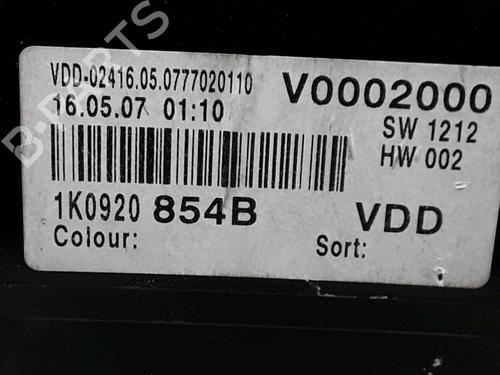 VDD-02416.05.0777020110
V0002000
16.05.07 01:10
SW 1212
HW 002
1K0920 854B
VDD
Colour:
Sort:
B-PARTS